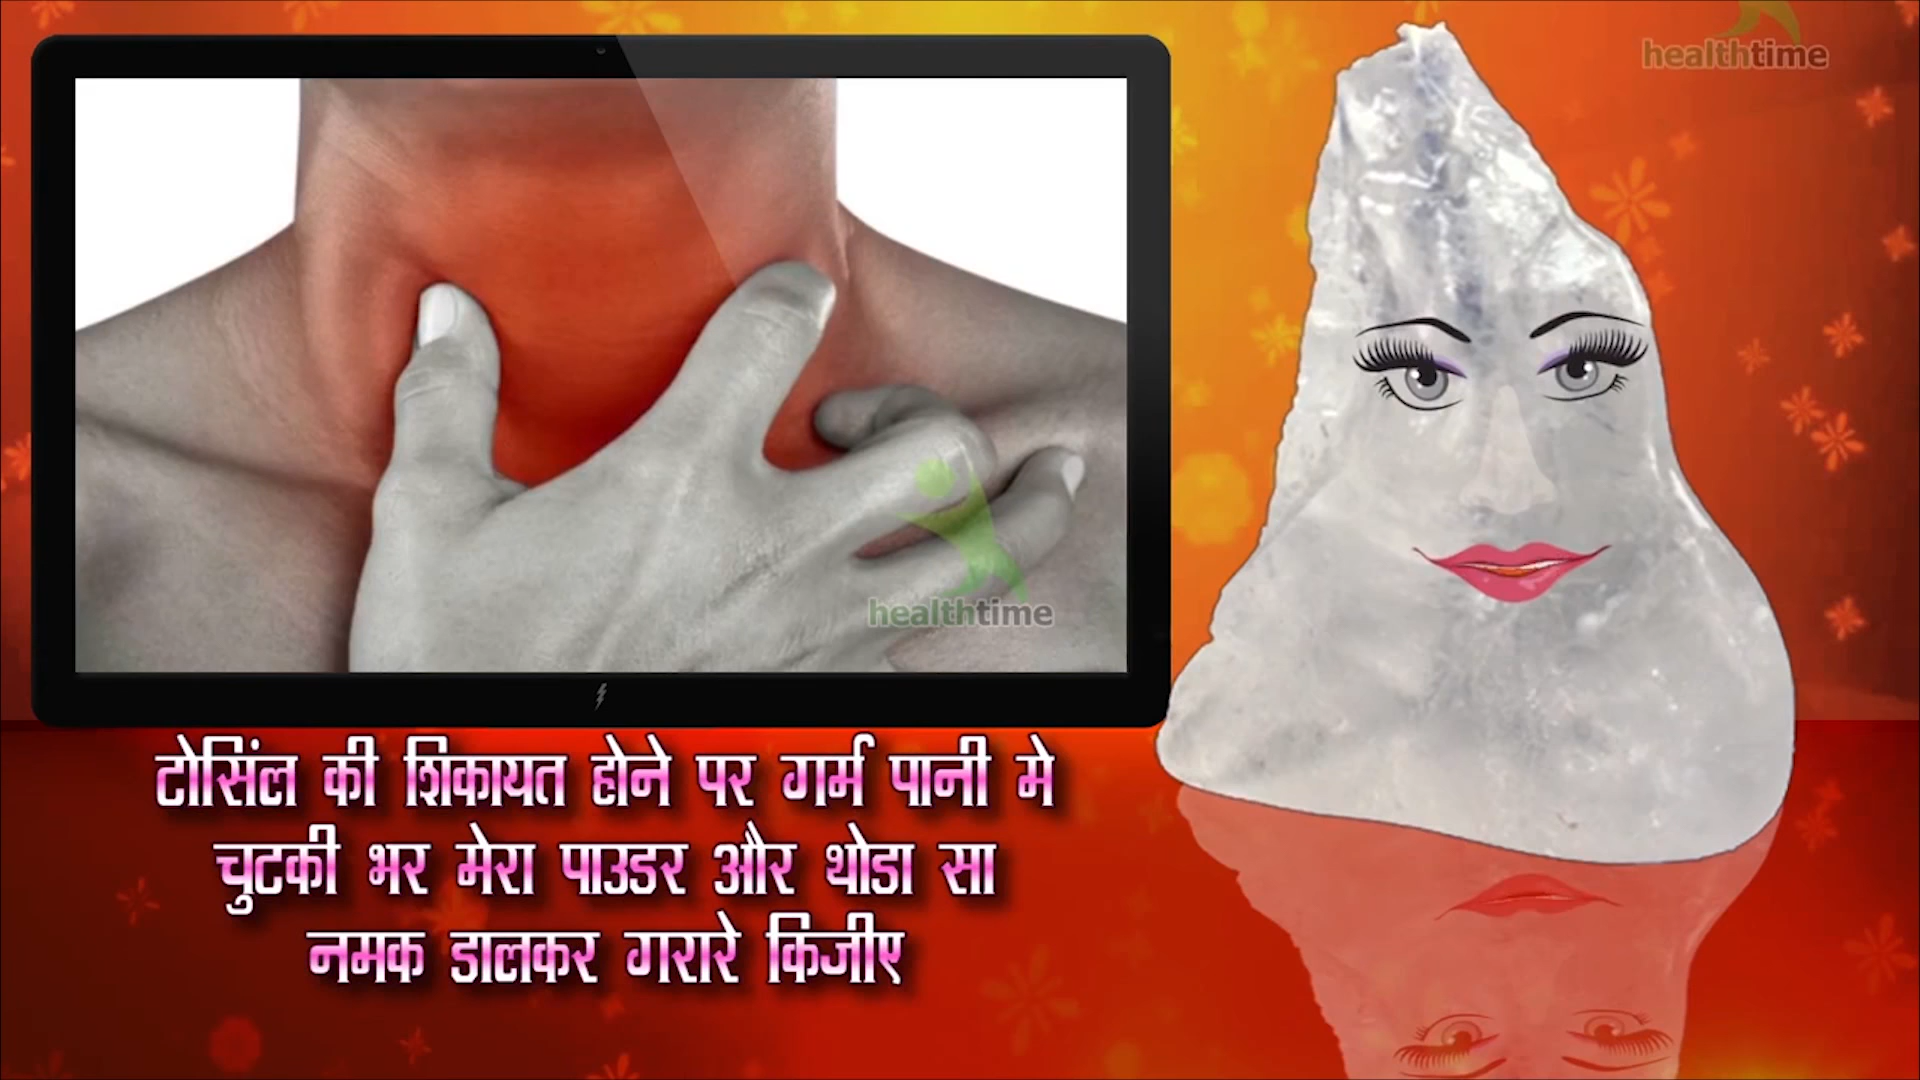 healthtime
healthtime
टोसिंल की शिकायत होने पर गर्म पानी मे
चुटकी भर मेरा पाउडर और थोडा सा
नमक डालकर गरारे किजीए